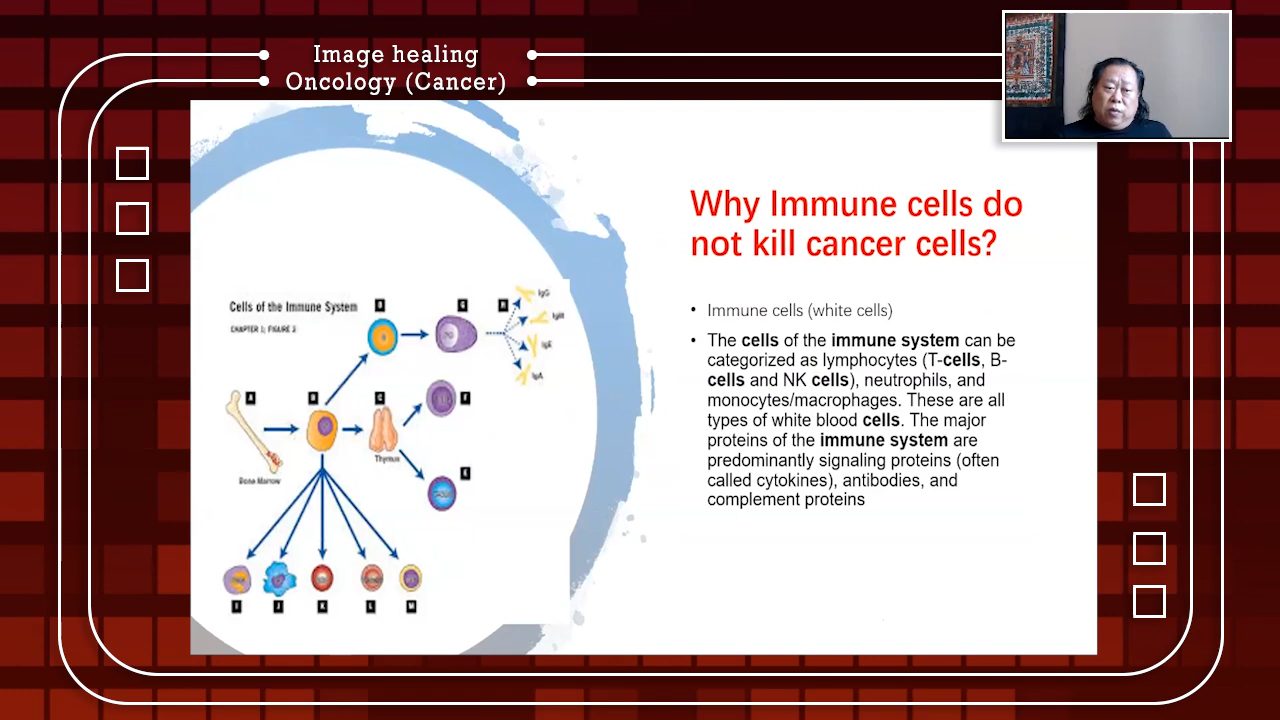 Image healing
Oncology (Cancer)
Why Immune cells do
not kill cancer cells?
• Immune cells (white cells)
• The cells of the immune system can be
categorized as lymphocytes (T-cells, B-
cells and NK cells), neutrophils, and
monocytes/macrophages. These are all
types of white blood cells. The major
proteins of the immune system are
predominantly signaling proteins (often
called cytokines), antibodies, and
complement proteins
Cells of the Immune System
CHAPTER 1; FIGURE 2
IgG
IgM
IgE
IgA
A
C
G
H
F
Thymus
Bone Marrow
I
J
K
L
M